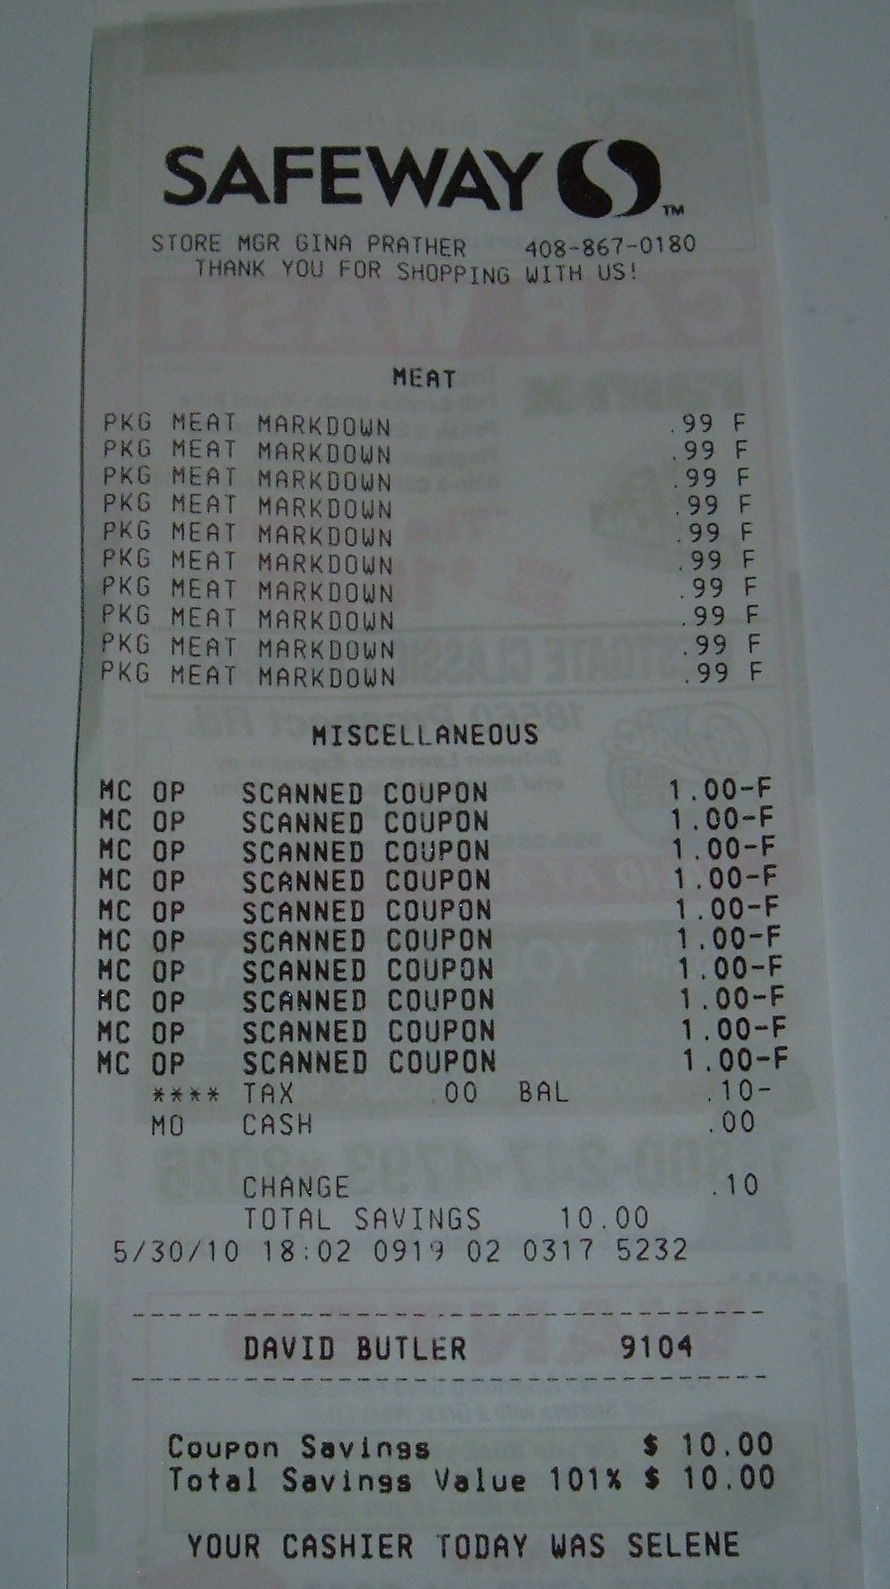 SAFEWAY TM
STORE MGR GINA PRATHER 408-867-0180
THANK YOU FOR SHOPPING WITH US!
MEAT
PKG MEAT MARKDOWN .99 F
PKG MEAT MARKDOWN .99 F
PKG MEAT MARKDOWN .99 F
PKG MEAT MARKDOWN .99 F
PKG MEAT MARKDOWN .99 F
PKG MEAT MARKDOWN .99 F
PKG MEAT MARKDOWN .99 F
PKG MEAT MARKDOWN .99 F
PKG MEAT MARKDOWN .99 F
PKG MEAT MARKDOWN .99 F
MISCELLANEOUS
MC OP SCANNED COUPON 1.00-F
MC OP SCANNED COUPON 1.00-F
MC OP SCANNED COUPON 1.00-F
MC OP SCANNED COUPON 1.00-F
MC OP SCANNED COUPON 1.00-F
MC OP SCANNED COUPON 1.00-F
MC OP SCANNED COUPON 1.00-F
MC OP SCANNED COUPON 1.00-F
MC OP SCANNED COUPON 1.00-F
MC OP SCANNED COUPON 1.00-F
**** TAX .00 BAL .10-
MO CASH .00
CHANGE .10
TOTAL SAVINGS 10.00
5/30/10 18:02 0919 02 0317 5232
DAVID BUTLER 9104
Coupon Savings $ 10.00
Total Savings Value 101% $ 10.00
YOUR CASHIER TODAY WAS SELENE